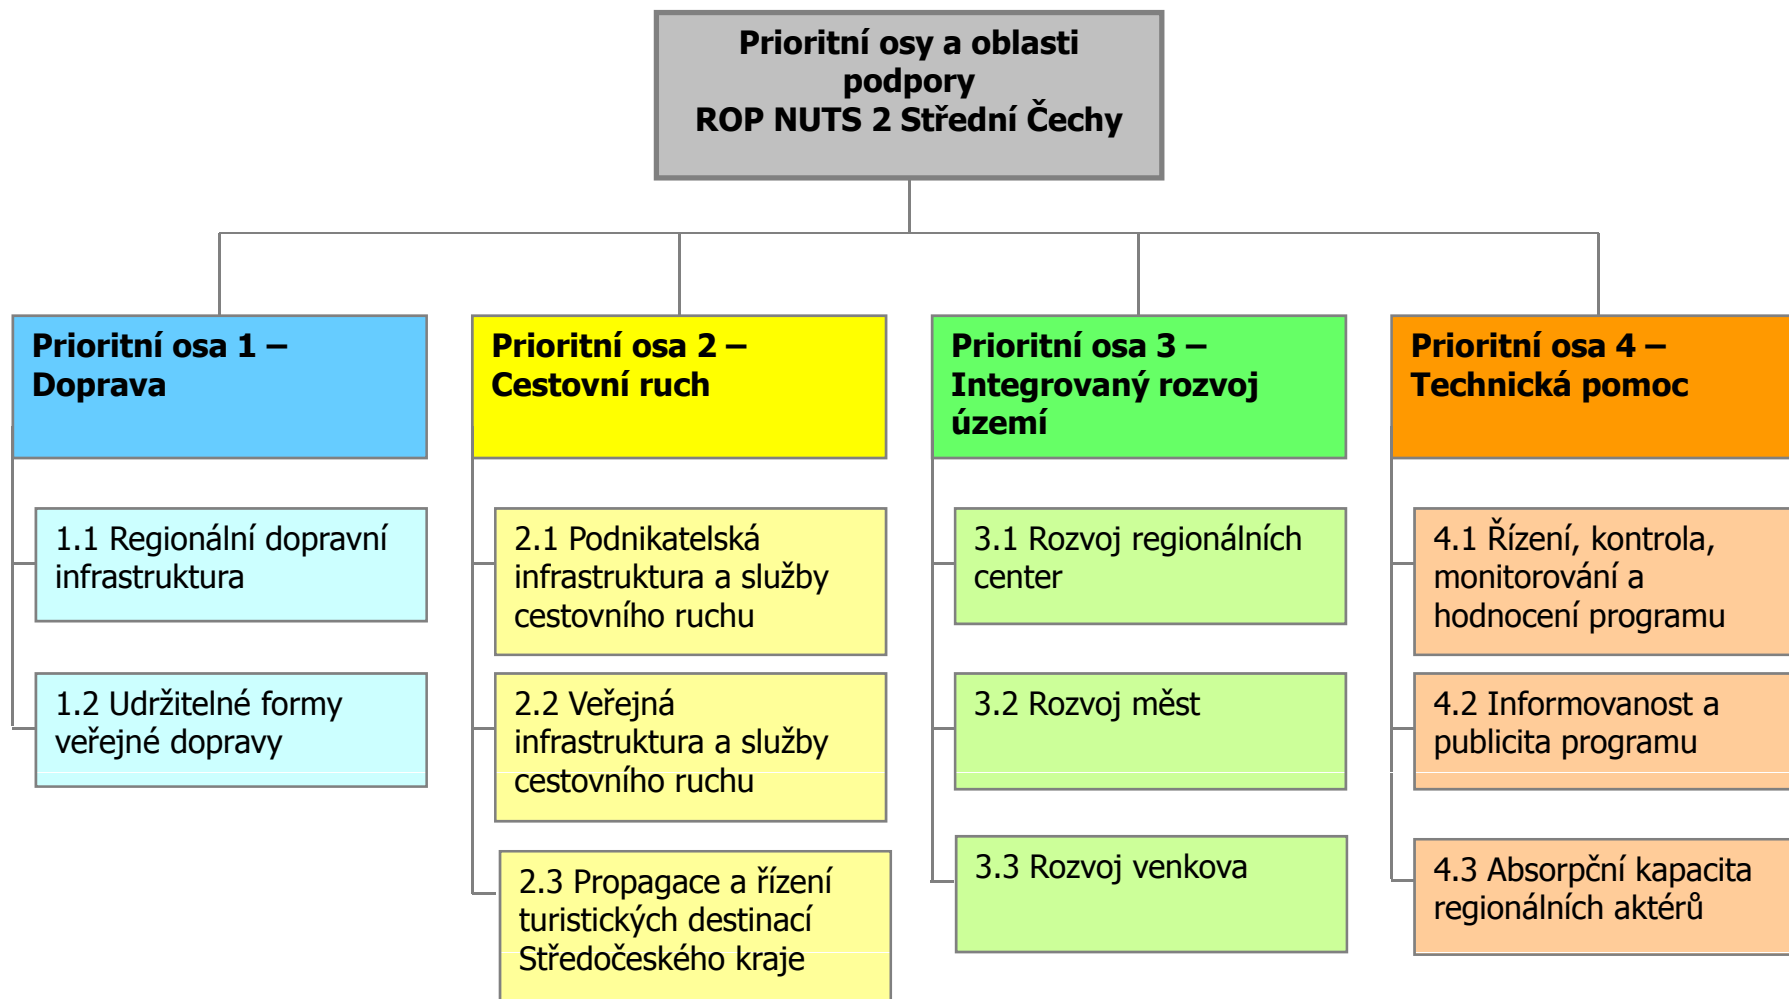 Prioritní osy a oblasti
podpory
ROP NUTS 2 Střední Čechy
Prioritní osa 1 –
Doprava
1.1 Regionální dopravní
infrastruktura
1.2 Udržitelné formy
veřejné dopravy
Prioritní osa 2 –
Cestovní ruch
2.1 Podnikatelská
infrastruktura a služby
cestovního ruchu
2.2 Veřejná
infrastruktura a služby
cestovního ruchu
2.3 Propagace a řízení
turistických destinací
Středočeského kraje
Prioritní osa 3 –
Integrovaný rozvoj
území
3.1 Rozvoj regionálních
center
3.2 Rozvoj měst
3.3 Rozvoj venkova
Prioritní osa 4 –
Technická pomoc
4.1 Řízení, kontrola,
monitorování a
hodnocení programu
4.2 Informovanost a
publicita programu
4.3 Absorpční kapacita
regionálních aktérů